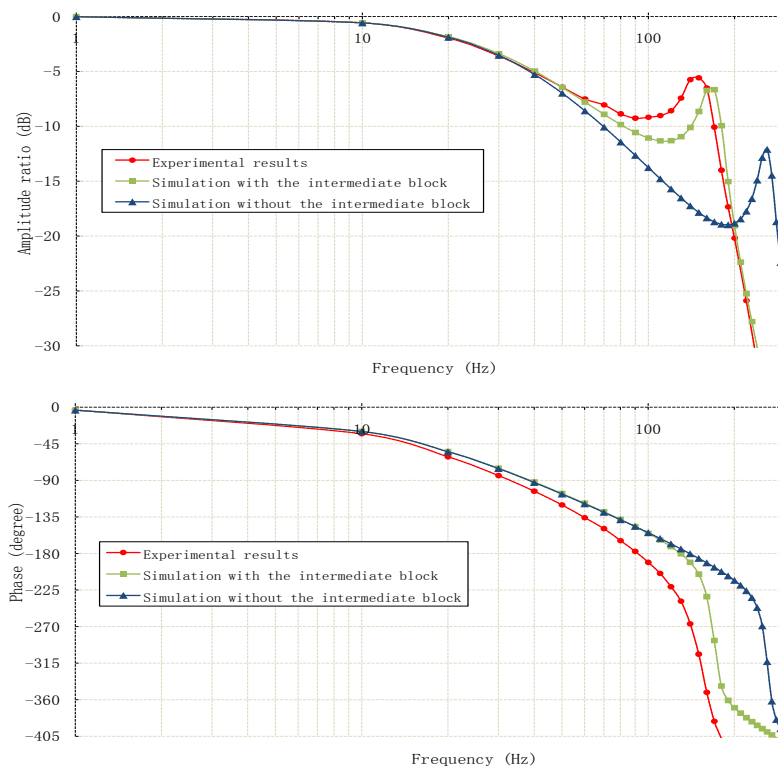 0
−5
−10
−15
−20
−25
−30
Amplitude ratio (dB)
1
10
100
Experimental results
Simulation with the intermediate block
Simulation without the intermediate block
Frequency (Hz)
0
−45
−90
−135
−180
−225
−270
−315
−360
−405
Phase (degree)
1
10
100
Experimental results
Simulation with the intermediate block
Simulation without the intermediate block
Frequency (Hz)